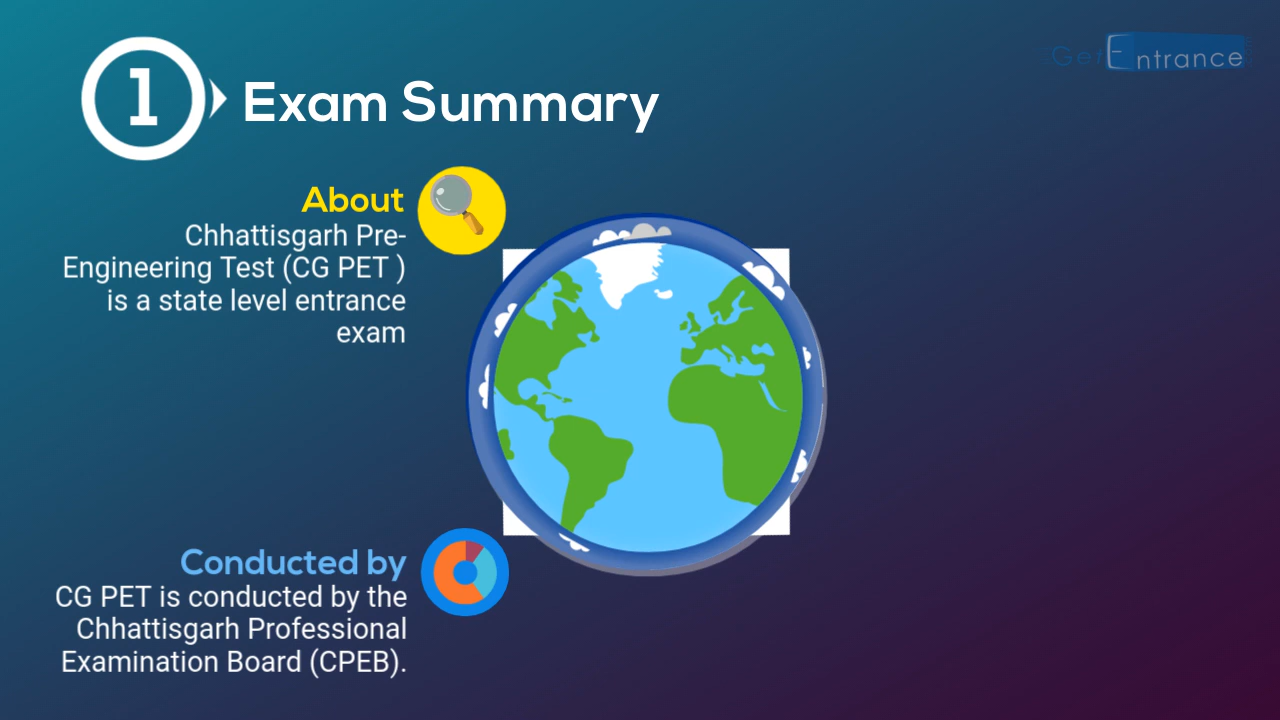 1
Exam Summary
GetEntrance
About
Chhattisgarh Pre-
Engineering Test (CG PET )
is a state level entrance
exam
Conducted by
CG PET is conducted by the
Chhattisgarh Professional
Examination Board (CPEB).